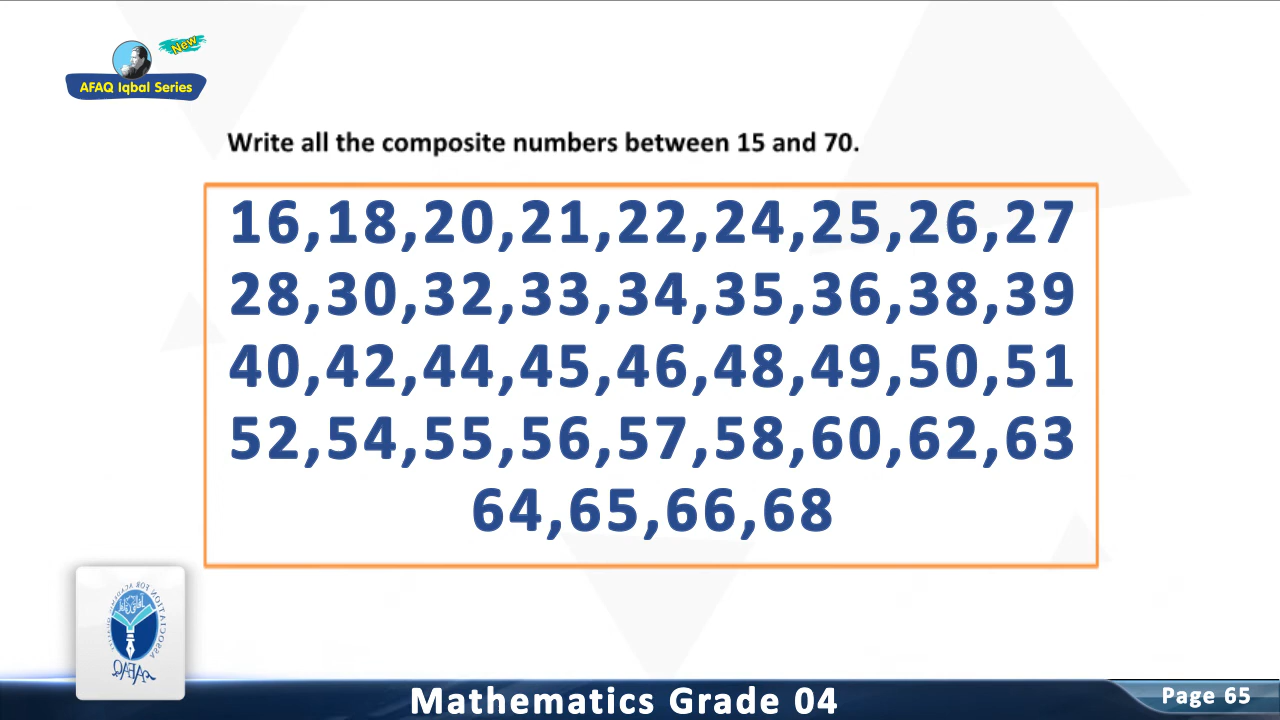 New
AFAQ Iqbal Series
Write all the composite numbers between 15 and 70.
16,18,20,21,22,24,25,26,27
28,30,32,33,34,35,36,38,39
40,42,44,45,46,48,49,50,51
52,54,55,56,57,58,60,62,63
64,65,66,68
AFAQ
Mathematics Grade 04
Page 65